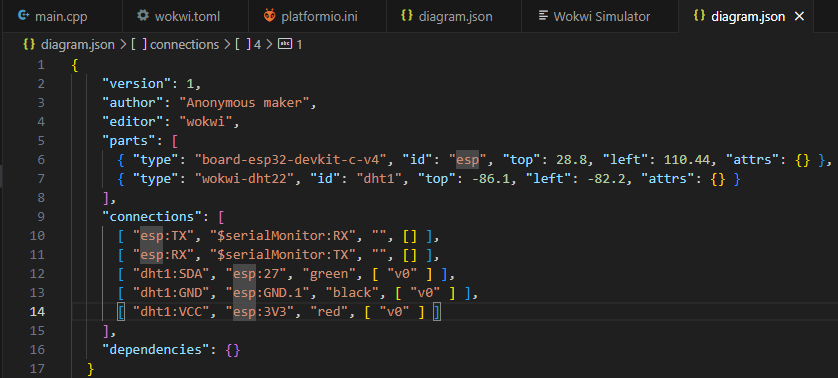 main.cpp wokwi.toml platformio.ini diagram.json Wokwi Simulator diagram.json
diagram.json > [ ] connections > [ ] 4 > abc 1
1 {
2 "version": 1,
3 "author": "Anonymous maker",
4 "editor": "wokwi",
5 "parts": [
6 { "type": "board-esp32-devkit-c-v4", "id": "esp", "top": 28.8, "left": 110.44, "attrs": {} },
7 { "type": "wokwi-dht22", "id": "dht1", "top": -86.1, "left": -82.2, "attrs": {} }
8 ],
9 "connections": [
10 [ "esp:TX", "$serialMonitor:RX", "", [] ],
11 [ "esp:RX", "$serialMonitor:TX", "", [] ],
12 [ "dht1:SDA", "esp:27", "green", [ "v0" ] ],
13 [ "dht1:GND", "esp:GND.1", "black", [ "v0" ] ],
14 [ "dht1:VCC", "esp:3V3", "red", [ "v0" ] ]
15 ],
16 "dependencies": {}
17 }